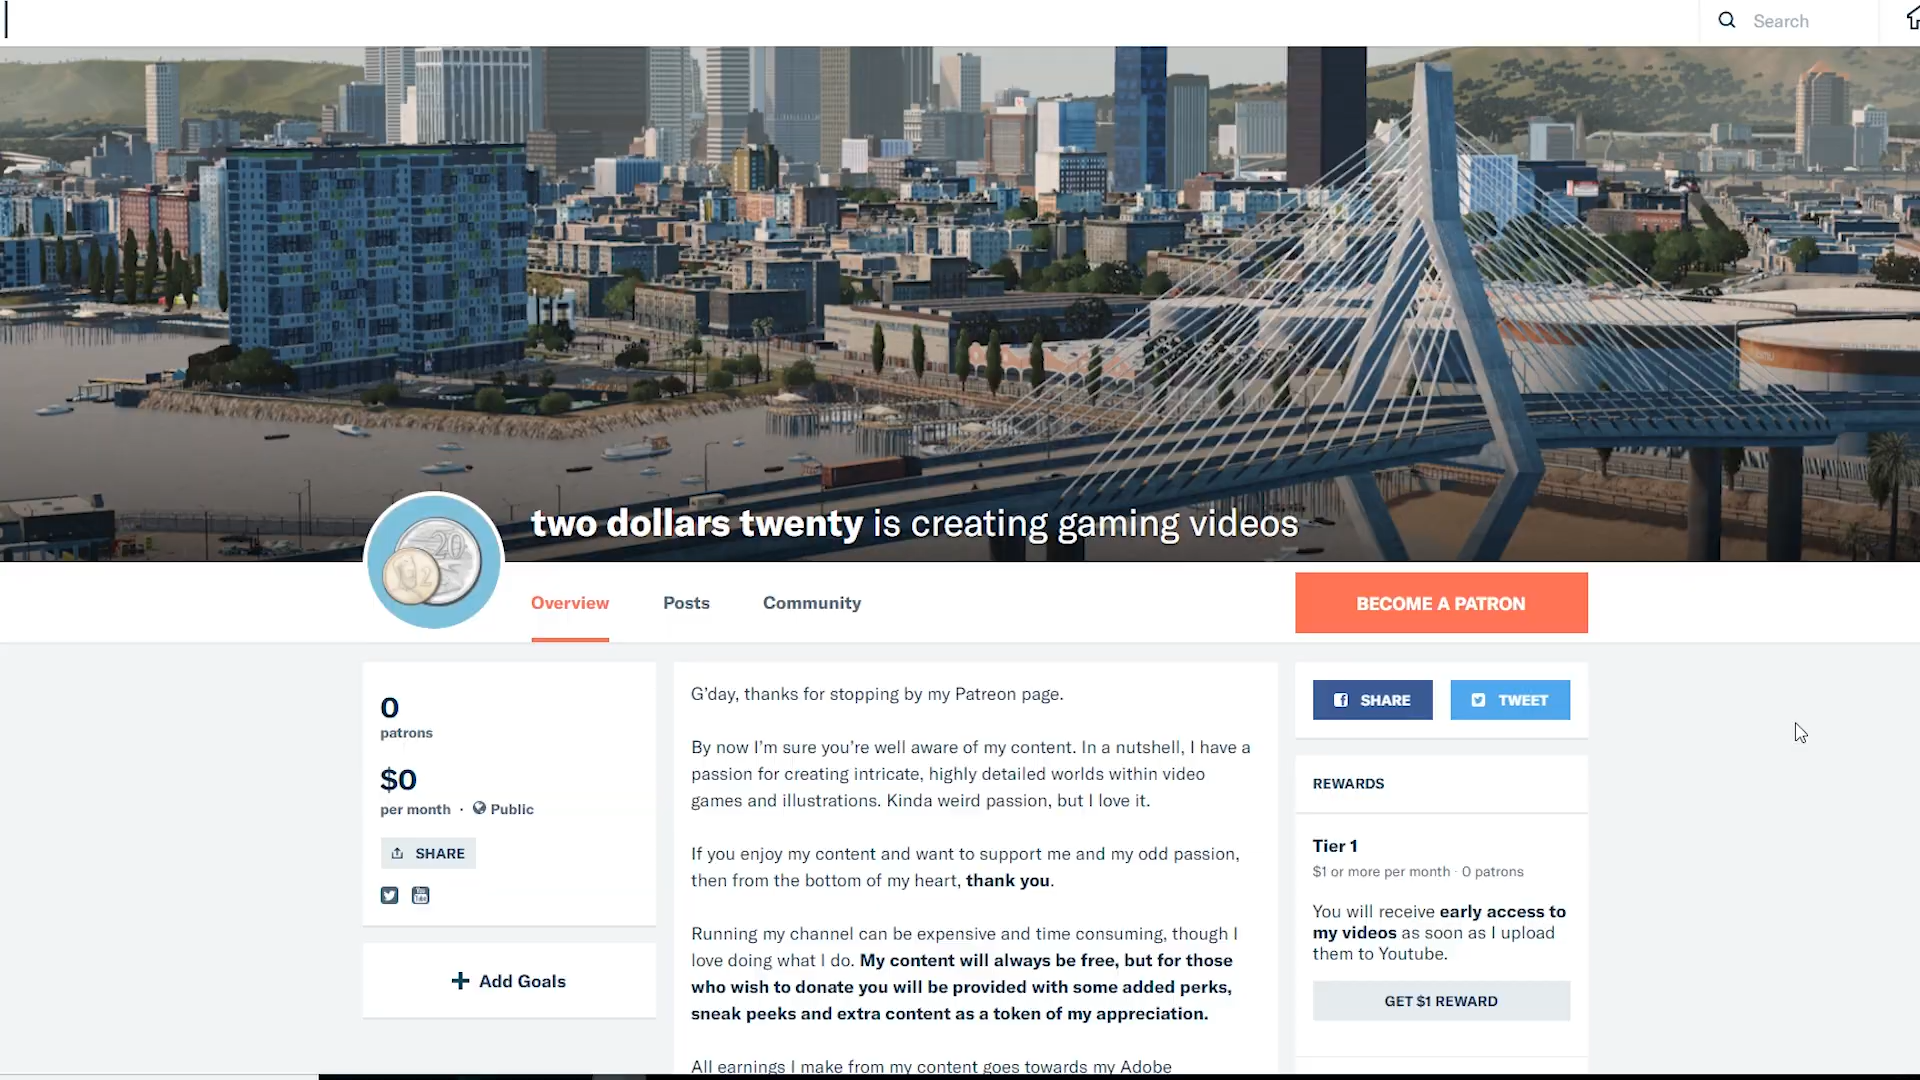 Search
two dollars twenty is creating gaming videos
Overview
Posts
Community
BECOME A PATRON
0
patrons
$0
per month · Public
SHARE
Add Goals
G'day, thanks for stopping by my Patreon page.
By now I'm sure you're well aware of my content. In a nutshell, I have a
passion for creating intricate, highly detailed worlds within video
games and illustrations. Kinda weird passion, but I love it.
If you enjoy my content and want to support me and my odd passion,
then from the bottom of my heart, thank you.
Running my channel can be expensive and time consuming, though I
love doing what I do. My content will always be free, but for those
who wish to donate you will be provided with some added perks,
sneak peeks and extra content as a token of my appreciation.
All earnings I make from my content goes towards my Adobe
SHARE
TWEET
REWARDS
Tier 1
$1 or more per month · 0 patrons
You will receive early access to
my videos as soon as I upload
them to Youtube.
GET $1 REWARD
20
2